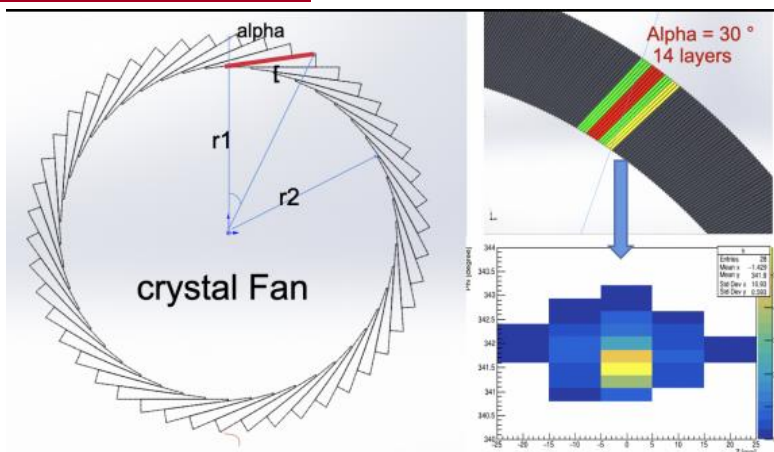 alpha
r1
r2
crystal Fan
Alpha = 30 °
14 layers
L
h
Entries 28
Mean x -1.429
Mean y 341.8
Std Dev x 10.93
Std Dev y 0.593
Phi [degree]
344
343.5
343
342.5
342
341.5
341
340.5
340
-25 -20 -15 -10 -5 0 5 10 15 20 25